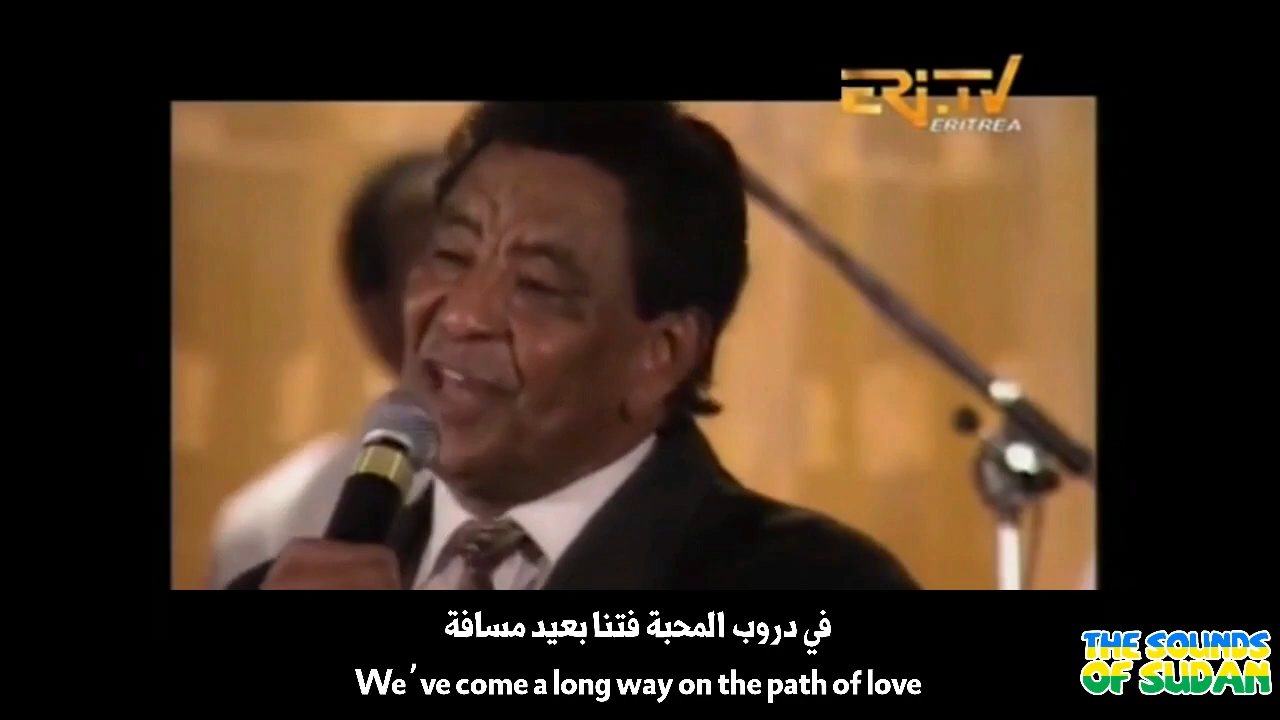 ERi.TV
ERITREA
في دروب المحبة فتنا بعيد مسافة
We've come a long way on the path of love
THE SOUNDS
OF SUDAN